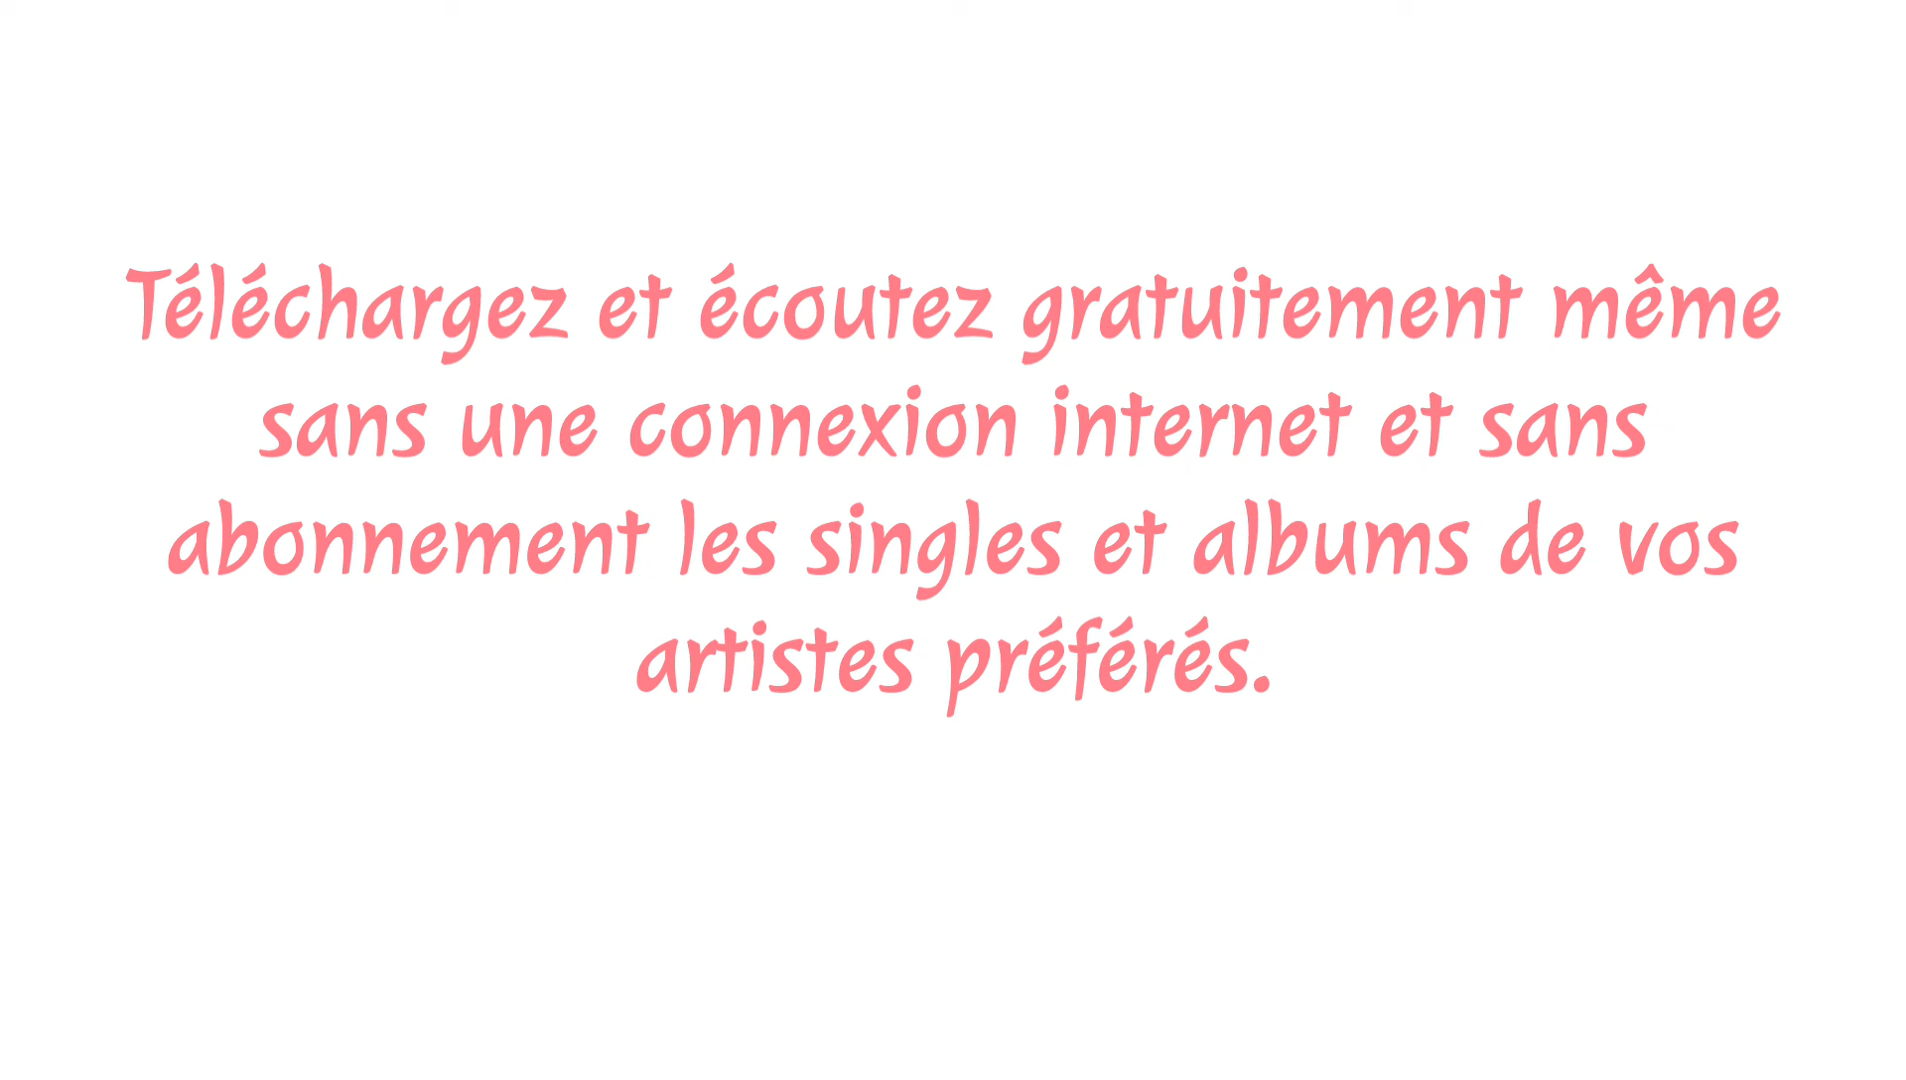 Téléchargez et écoutez gratuitement même
sans une connexion internet et sans
abonnement les singles et albums de vos
artistes préférés.